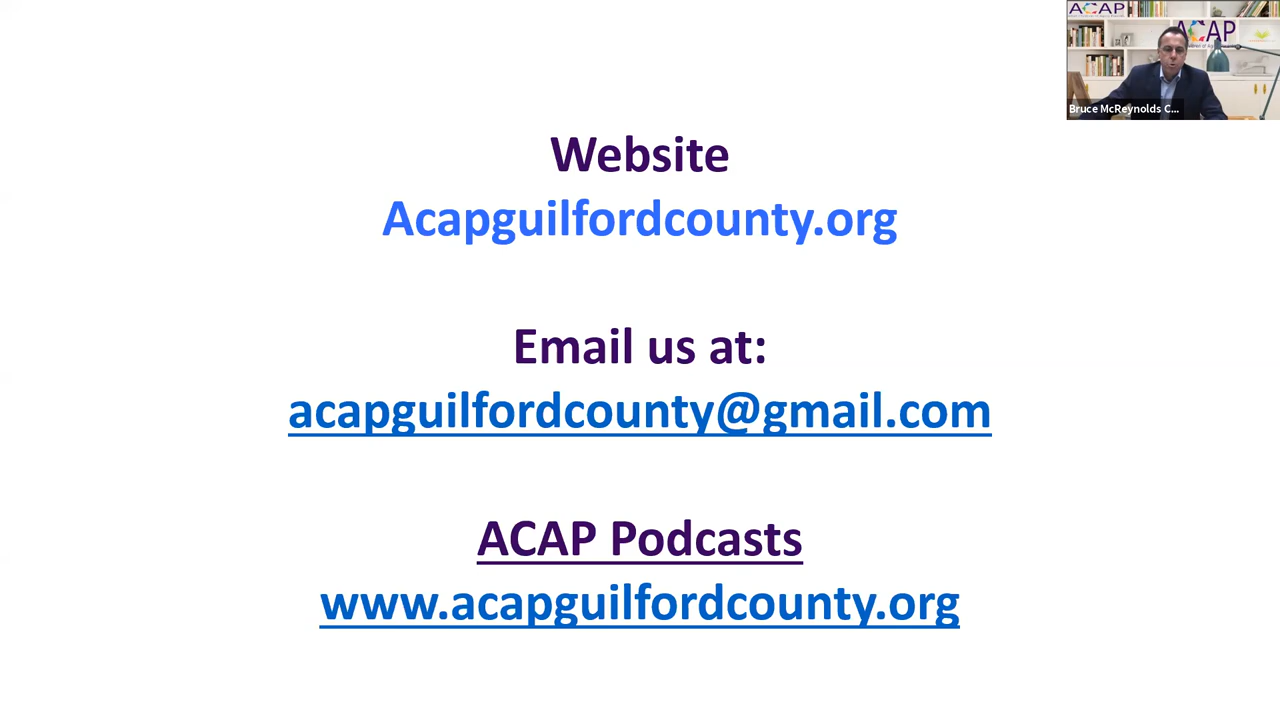 ACAP
ACAP
Bruce McReynolds C...
Website
Acapguilfordcounty.org
Email us at:
acapguilfordcounty@gmail.com
ACAP Podcasts
www.acapguilfordcounty.org